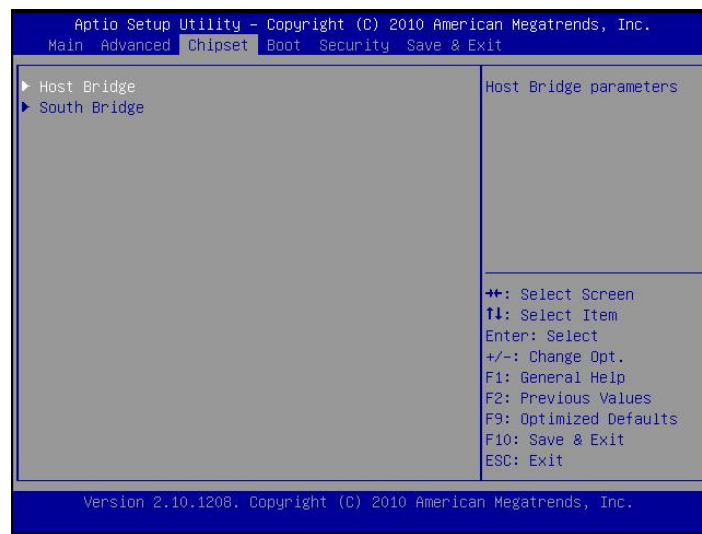 Aptio Setup Utility – Copyright (C) 2010 American Megatrends, Inc.
Main Advanced Chipset Boot Security Save & Exit
Host Bridge
South Bridge
Host Bridge parameters
→←: Select Screen
↑↓: Select Item
Enter: Select
+/-: Change Opt.
F1: General Help
F2: Previous Values
F9: Optimized Defaults
F10: Save & Exit
ESC: Exit
Version 2.10.1208. Copyright (C) 2010 American Megatrends, Inc.